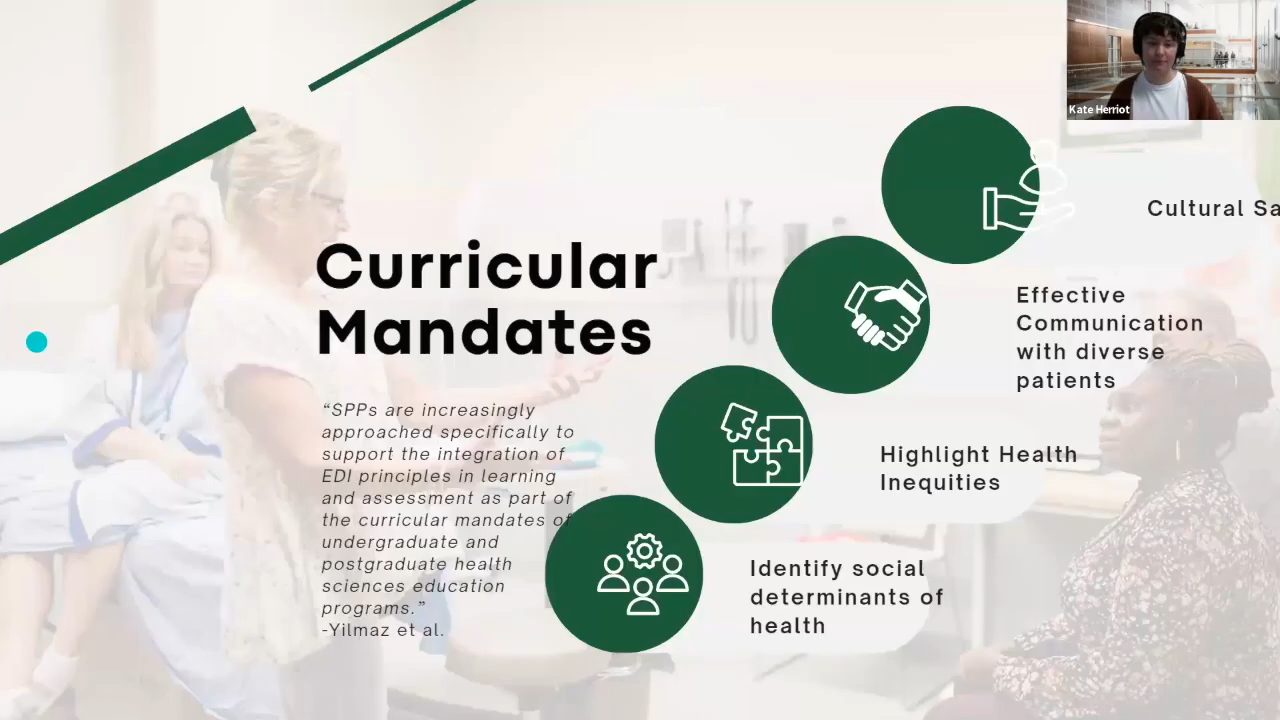 Kate Herriot
Curricular
Mandates
“SPPs are increasingly
approached specifically to
support the integration of
EDI principles in learning
and assessment as part of
the curricular mandates of
undergraduate and
postgraduate health
sciences education
programs.”
-Yilmaz et al.
Cultural Sa
Effective
Communication
with diverse
patients
Highlight Health
Inequities
Identify social
determinants of
health